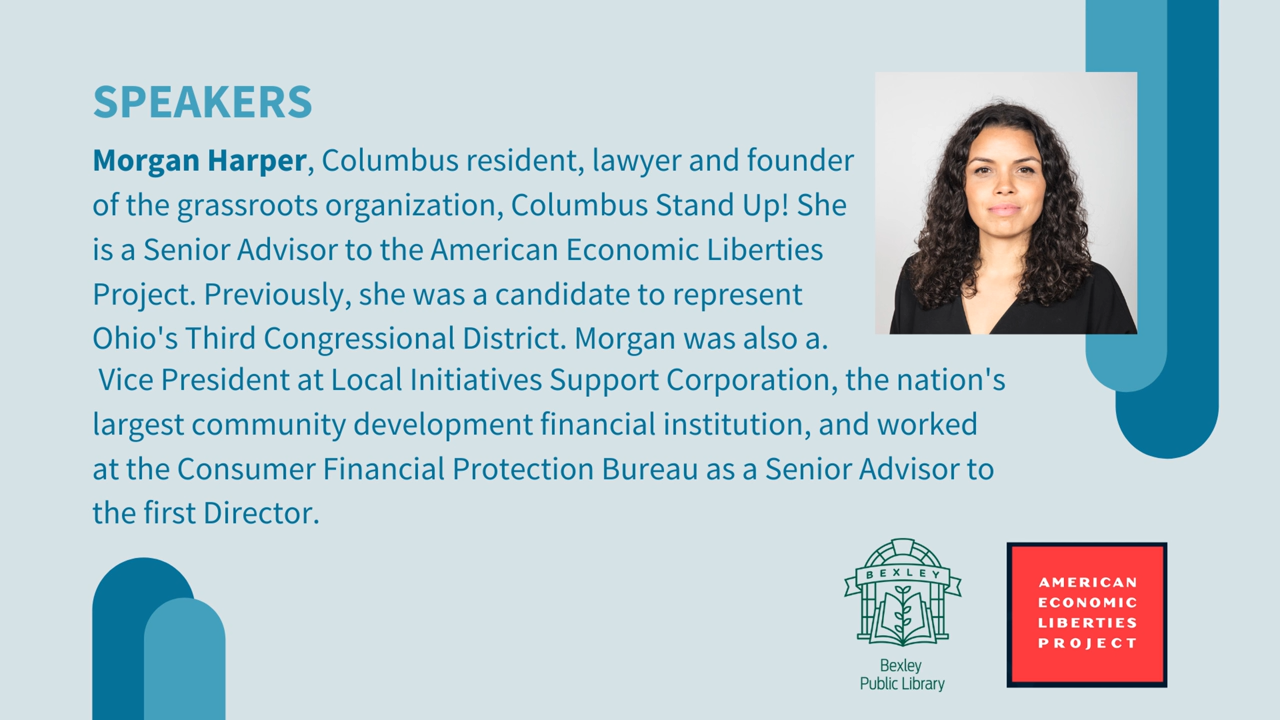 SPEAKERS
Morgan Harper, Columbus resident, lawyer and founder
of the grassroots organization, Columbus Stand Up! She
is a Senior Advisor to the American Economic Liberties
Project. Previously, she was a candidate to represent
Ohio's Third Congressional District. Morgan was also a.
Vice President at Local Initiatives Support Corporation, the nation's
largest community development financial institution, and worked
at the Consumer Financial Protection Bureau as a Senior Advisor to
the first Director.
BEXLEY
Bexley
Public Library
AMERICAN
ECONOMIC
LIBERTIES
PROJECT